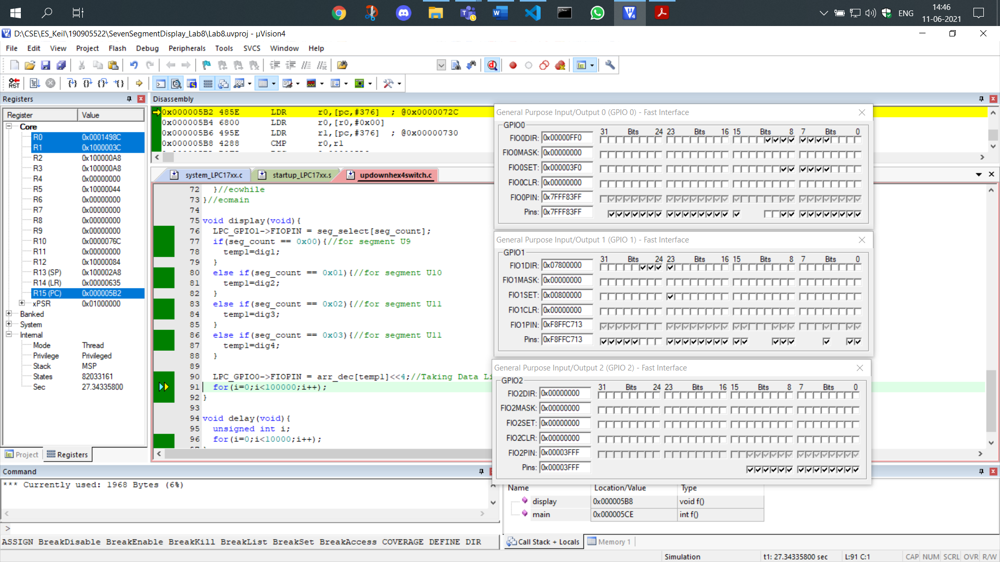 ENG
14:46
11-06-2021
D:\CSE\ES_Keil\190905522\SevenSegmentDisplay_Lab8\Lab8.uvproj - µVision4
File Edit View Project Flash Debug Peripherals Tools SVCS Window Help
Registers
Register Value
Core
R0 0x0001498C
R1 0x1000003C
R2 0x100000A8
R3 0x100000A8
R4 0x00000000
R5 0x10000044
R6 0x00000000
R7 0x00000000
R8 0x00000000
R9 0x00000000
R10 0x0000076C
R11 0x00000000
R12 0x10000084
R13 (SP) 0x100002A8
R14 (LR) 0x00000635
R15 (PC) 0x000005B2
xPSR 0x01000000
Banked
System
Internal
Mode Thread
Privilege Privileged
Stack MSP
States 82033161
Sec 27.34335800
Project Registers
Disassembly
0x000005B2 485E LDR r0,[pc,#376] ; @0x0000072C
0x000005B4 6800 LDR r0,[r0,#0x00]
0x000005B6 495E LDR r1,[pc,#376] ; @0x00000730
0x000005B8 4288 CMP r0,r1
system_LPC17xx.c startup_LPC17xx.s updownhex4switch.c
72 }//eowhile
73 }//eomain
74
75 void display(void){
76 LPC_GPIO1->FIOPIN = seg_select[seg_count];
77 if(seg_count == 0x00){//for segment U9
78 temp1=dig1;
79 }
80 else if(seg_count == 0x01){//for segment U10
81 temp1=dig2;
82 }
83 else if(seg_count == 0x02){//for segment U11
84 temp1=dig3;
85 }
86 else if(seg_count == 0x03){//for segment U11
87 temp1=dig4;
88 }
89
90 LPC_GPIO0->FIOPIN = arr_dec[temp1]<<4;//Taking Data Li
91 for(i=0;i<100000;i++);
92 }
93
94 void delay(void){
95 unsigned int i;
96 for(i=0;i<10000;i++);
General Purpose Input/Output 0 (GPIO 0) - Fast Interface
GPIO0
31 Bits 24 23 Bits 16 15 Bits 8 7 Bits 0
FIO0DIR: 0x00000FF0
FIO0MASK: 0x00000000
FIO0SET: 0x000003F0
FIO0CLR: 0x00000000
FIO0PIN: 0x7FFF83FF
Pins: 0x7FFF83FF
General Purpose Input/Output 1 (GPIO 1) - Fast Interface
GPIO1
31 Bits 24 23 Bits 16 15 Bits 8 7 Bits 0
FIO1DIR: 0x07800000
FIO1MASK: 0x00000000
FIO1SET: 0x00800000
FIO1CLR: 0x00000000
FIO1PIN: 0xF8FFC713
Pins: 0xF8FFC713
General Purpose Input/Output 2 (GPIO 2) - Fast Interface
GPIO2
31 Bits 24 23 Bits 16 15 Bits 8 7 Bits 0
FIO2DIR: 0x00000000
FIO2MASK: 0x00000000
FIO2SET: 0x00000000
FIO2CLR: 0x00000000
FIO2PIN: 0x00003FFF
Pins: 0x00003FFF
Command
*** Currently used: 1968 Bytes (6%)
>
ASSIGN BreakDisable BreakEnable BreakKill BreakList BreakSet BreakAccess COVERAGE DEFINE DIR
Name Location/Value Type
display 0x000005B8 void f()
main 0x000005CE int f()
Call Stack + Locals Memory 1
Simulation t1: 27.34335800 sec L:91 C:1 CAP NUM SCRL OVR R/W